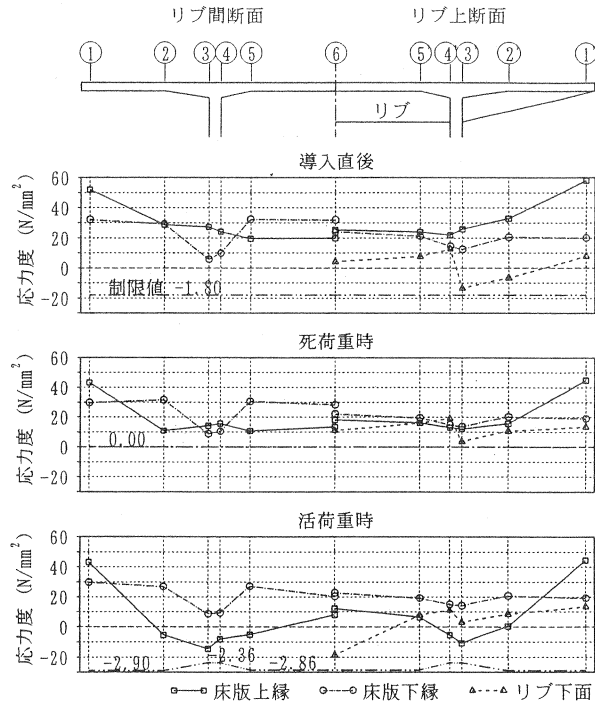 リブ間断面 リブ上断面
① ② ③ ④ ⑤ ⑥ ⑤ ④ ③ ② ①
リブ
導入直後
応力度 (N/mm²)
60
40
20
0
-20
制限値 -1.80
死荷重時
応力度 (N/mm²)
60
40
20
0
-20
0.00
活荷重時
応力度 (N/mm²)
60
40
20
0
-20
-2.90 -2.36 -2.86
床版上縁 床版下縁 リブ下面